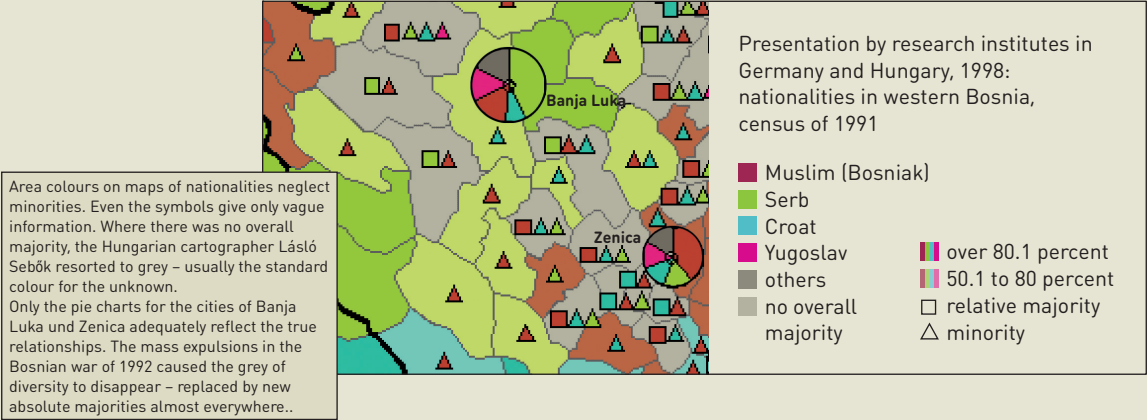 Presentation by research institutes in
Germany and Hungary, 1998:
nationalities in western Bosnia,
census of 1991
Muslim (Bosniak)
Serb
Croat
Yugoslav
others
no overall
majority
over 80.1 percent
50.1 to 80 percent
relative majority
minority
Banja Luka
Zenica
Area colours on maps of nationalities neglect
minorities. Even the symbols give only vague
information. Where there was no overall
majority, the Hungarian cartographer Lásló
Sebők resorted to grey – usually the standard
colour for the unknown.
Only the pie charts for the cities of Banja
Luka und Zenica adequately reflect the true
relationships. The mass expulsions in the
Bosnian war of 1992 caused the grey of
diversity to disappear – replaced by new
absolute majorities almost everywhere..